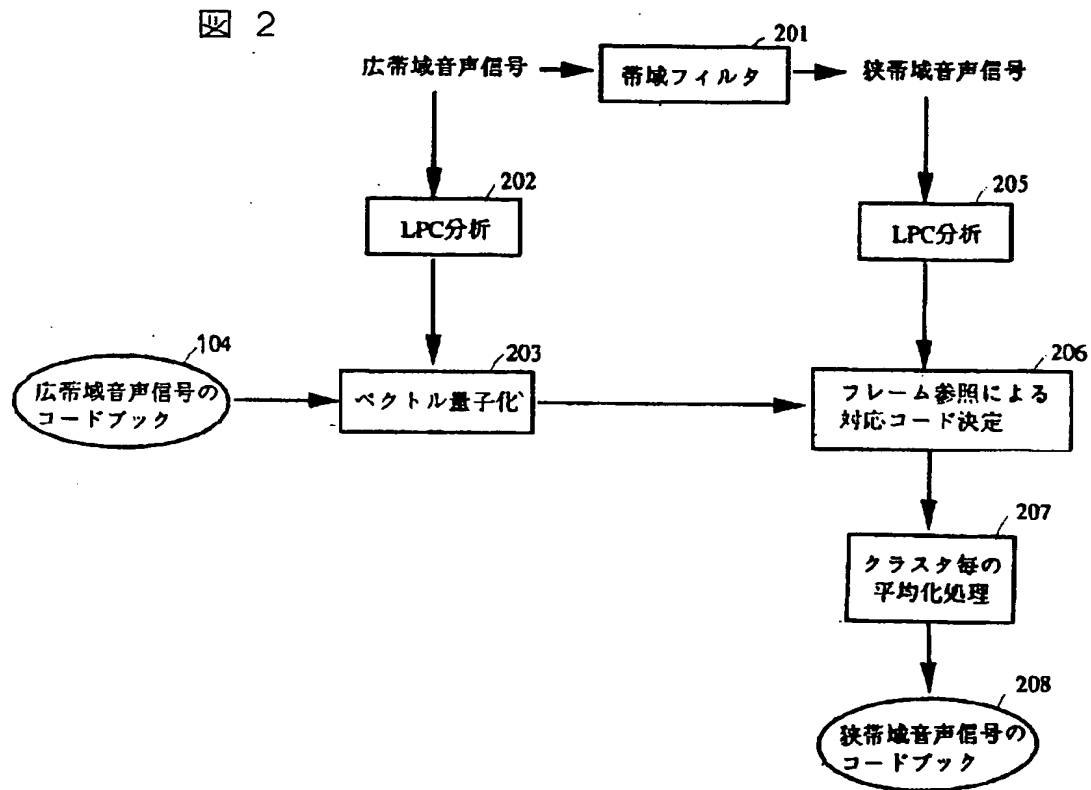 図 2
201
広帯域音声信号
帯域フィルタ
狭帯域音声信号
202
LPC分析
205
LPC分析
104
広帯域音声信号の
コードブック
203
ベクトル量子化
206
フレーム参照による
対応コード決定
207
クラスタ毎の
平均化処理
208
狭帯域音声信号の
コードブック